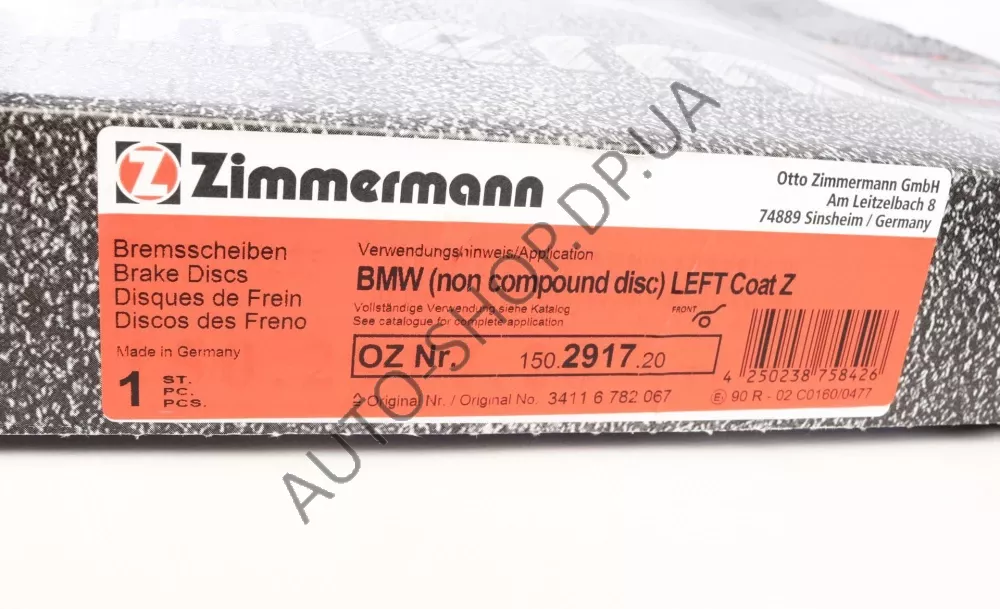 Z Zimmermann
Otto Zimmermann GmbH
Am Leitzelbach 8
74889 Sinsheim / Germany
Bremsscheiben
Brake Discs
Disques de Frein
Discos des Freno
Made in Germany
1 ST.
PC.
PCS.
Verwendungshinweis/Application
BMW (non compound disc) LEFT Coat Z
Vollständige Verwendung siehe Katalog
See catalogue for complete application
FRONT
OZ Nr. 150.2917.20
Original Nr. / Original No. 3411 6 782 067
4 250238 758426
E1 90 R - 02 C0160/0477
AUTO-SHOP.DP.UA